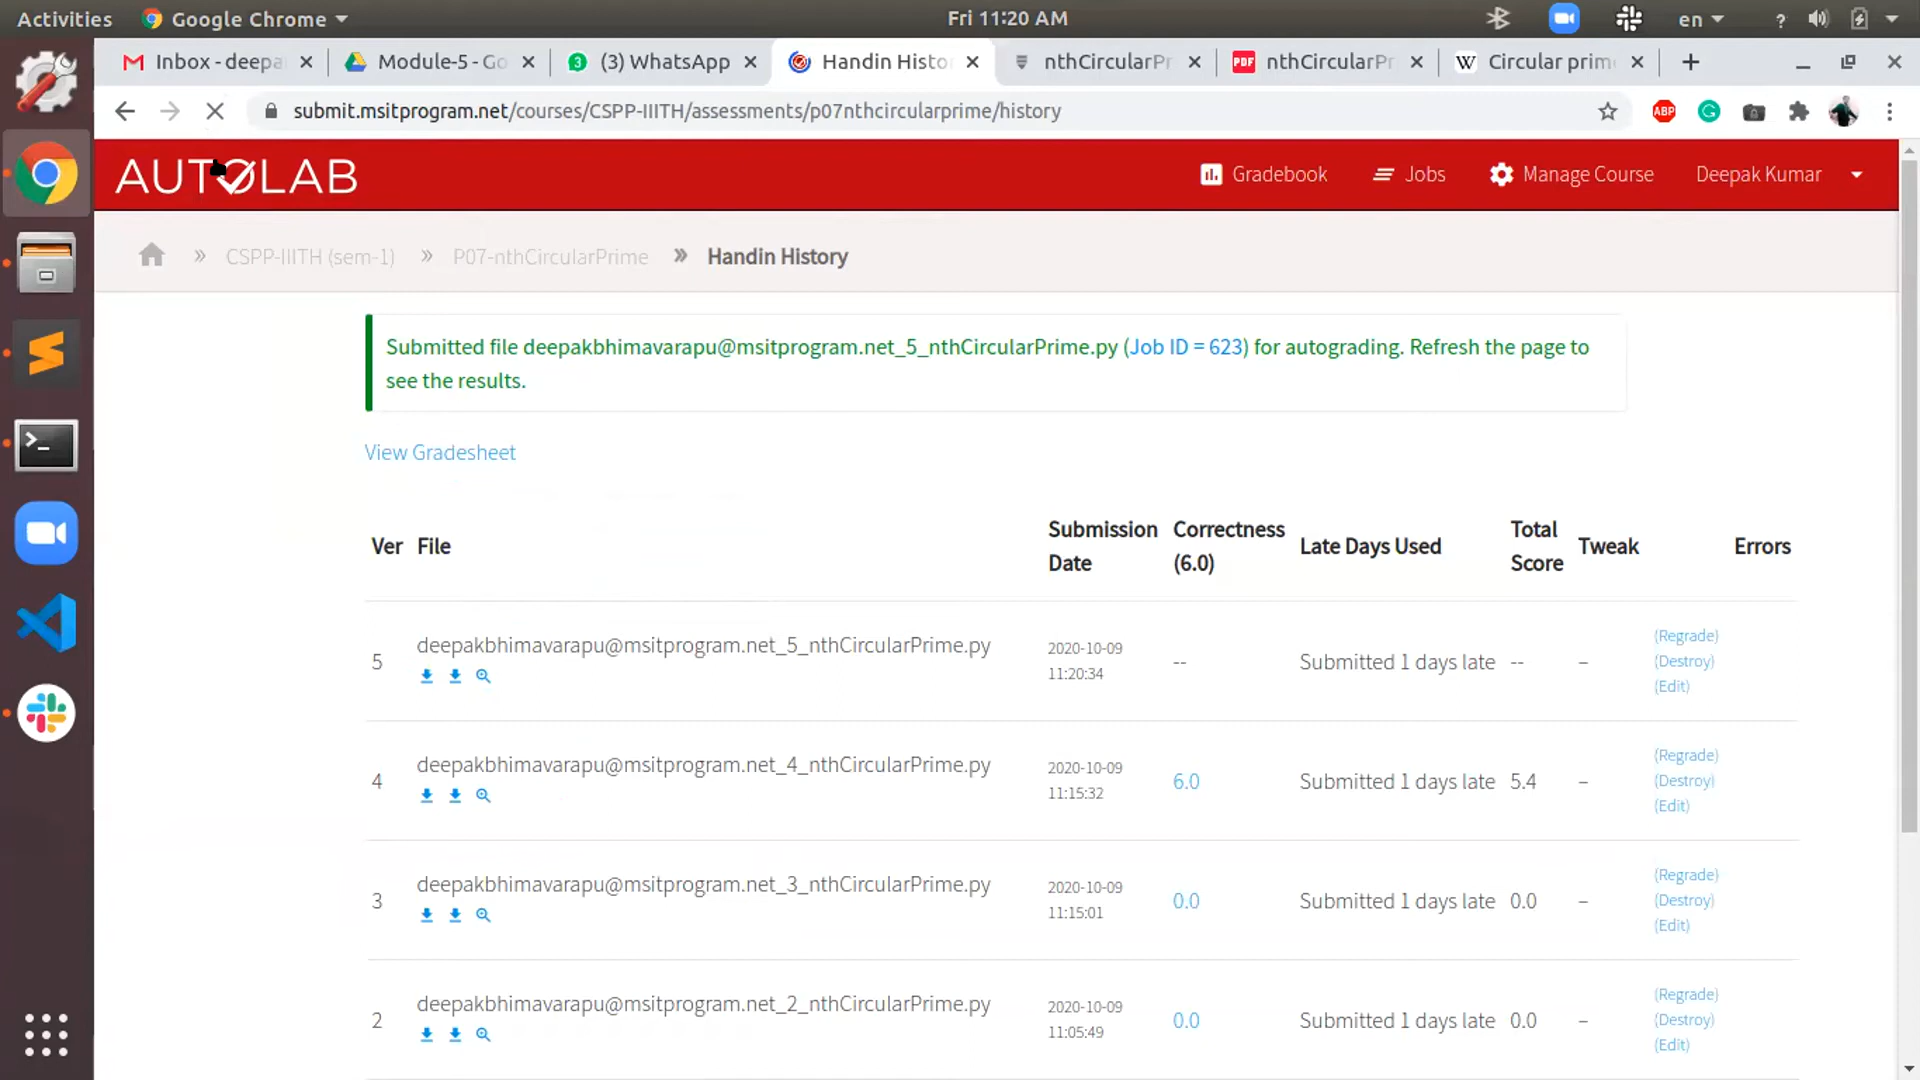 Activities Google Chrome Fri 11:20 AM en ?
Inbox - deepa Module-5 - Go (3) WhatsApp Handin Histo nthCircularPr PDF nthCircularPr W Circular prim
submit.msitprogram.net/courses/CSPP-IIITH/assessments/p07nthcircularprime/history ABP
AUTOLAB Gradebook Jobs Manage Course Deepak Kumar
» CSPP-IIITH (sem-1) » P07-nthCircularPrime » Handin History
Submitted file deepakbhimavarapu@msitprogram.net_5_nthCircularPrime.py (Job ID = 623) for autograding. Refresh the page to
see the results.
View Gradesheet
Ver File Submission Date Correctness (6.0) Late Days Used Total Score Tweak Errors
5 deepakbhimavarapu@msitprogram.net_5_nthCircularPrime.py 2020-10-09 11:20:34 -- Submitted 1 days late -- – (Regrade) (Destroy) (Edit)
4 deepakbhimavarapu@msitprogram.net_4_nthCircularPrime.py 2020-10-09 11:15:32 6.0 Submitted 1 days late 5.4 – (Regrade) (Destroy) (Edit)
3 deepakbhimavarapu@msitprogram.net_3_nthCircularPrime.py 2020-10-09 11:15:01 0.0 Submitted 1 days late 0.0 – (Regrade) (Destroy) (Edit)
2 deepakbhimavarapu@msitprogram.net_2_nthCircularPrime.py 2020-10-09 11:05:49 0.0 Submitted 1 days late 0.0 – (Regrade) (Destroy) (Edit)